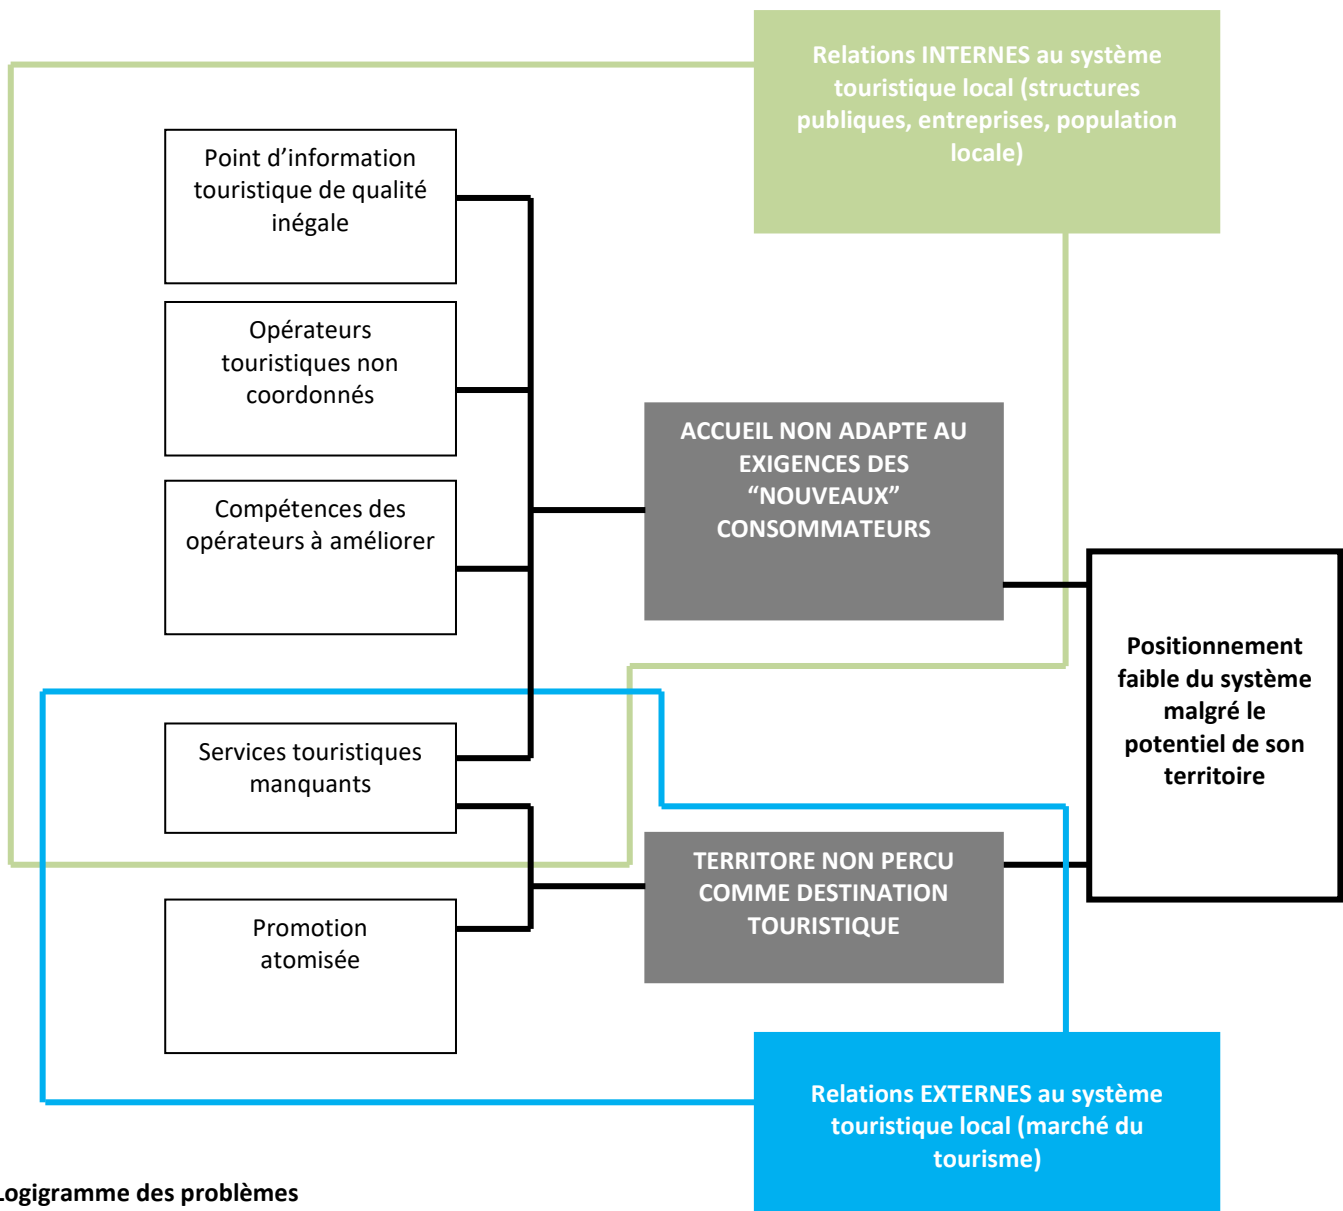 Relations INTERNES au système
touristique local (structures
publiques, entreprises, population
locale)
Point d’information
touristique de qualité
inégale
Opérateurs
touristiques non
coordonnés
Compétences des
opérateurs à améliorer
ACCUEIL NON ADAPTE AU
EXIGENCES DES
“NOUVEAUX”
CONSOMMATEURS
Positionnement
faible du système
malgré le
potentiel de son
territoire
Services touristiques
manquants
TERRITORE NON PERCU
COMME DESTINATION
TOURISTIQUE
Promotion
atomisée
Relations EXTERNES au système
touristique local (marché du
tourisme)
Logigramme des problèmes